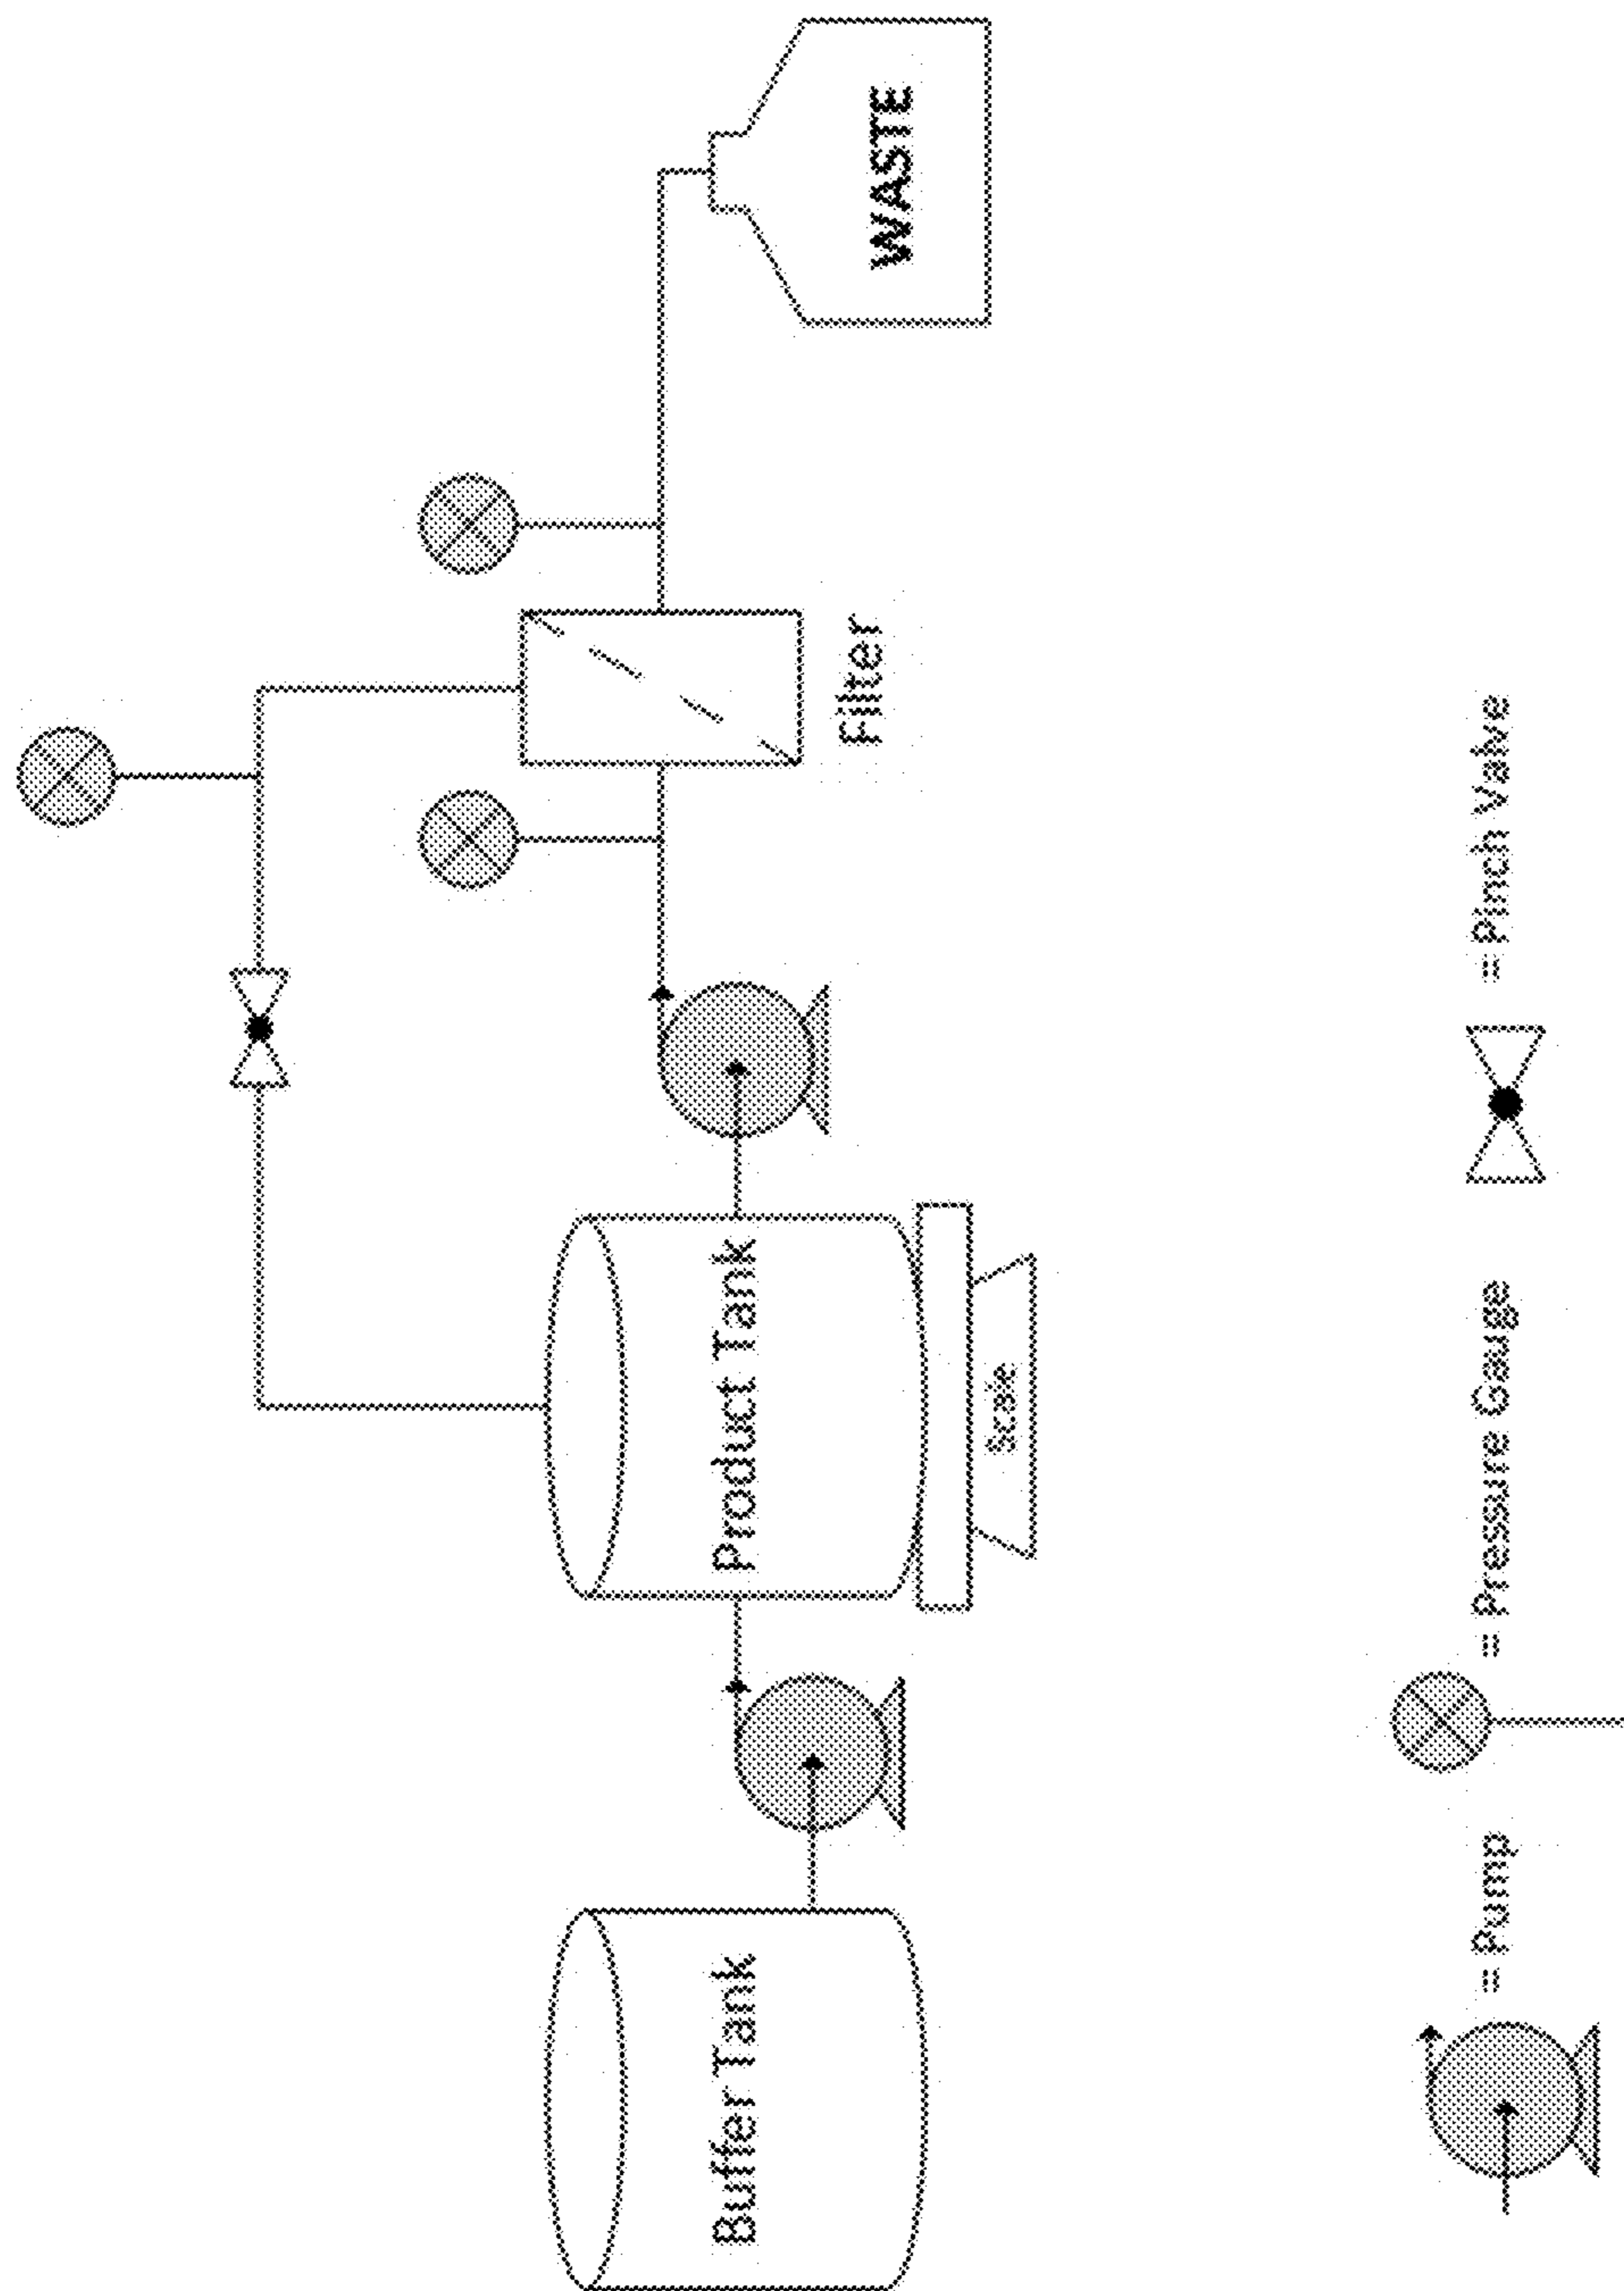 Buffer Tank
Product Tank
Scale
Filter
WASTE
= Pump
= Pressure Gauge
= Pinch Valve